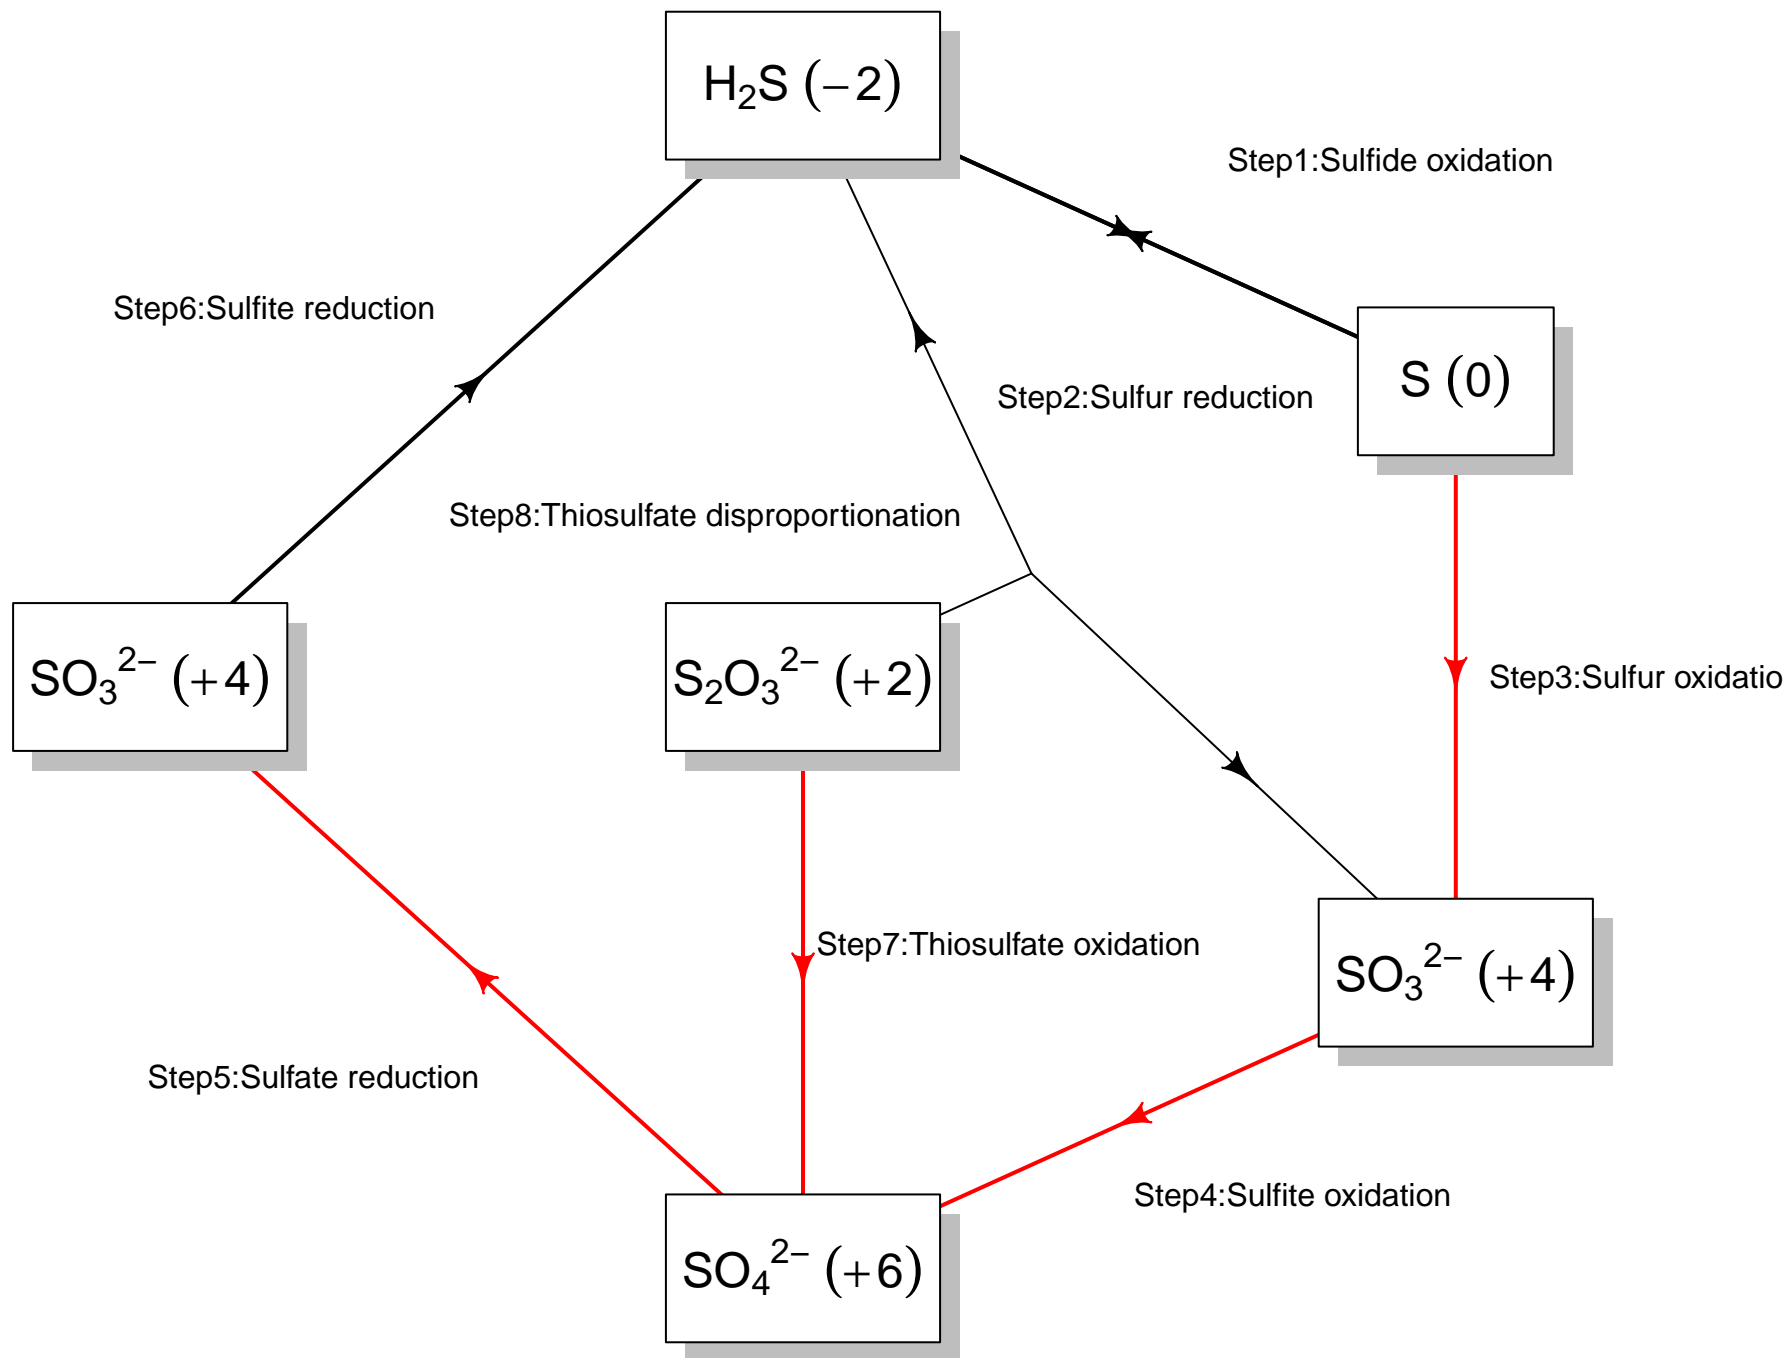 H₂S (−2)
Step1:Sulfide oxidation
Step6:Sulfite reduction
S (0)
Step2:Sulfur reduction
Step8:Thiosulfate disproportionation
SO₃²⁻ (+4)
S₂O₃²⁻ (+2)
Step3:Sulfur oxidatio
Step7:Thiosulfate oxidation
SO₃²⁻ (+4)
Step5:Sulfate reduction
Step4:Sulfite oxidation
SO₄²⁻ (+6)